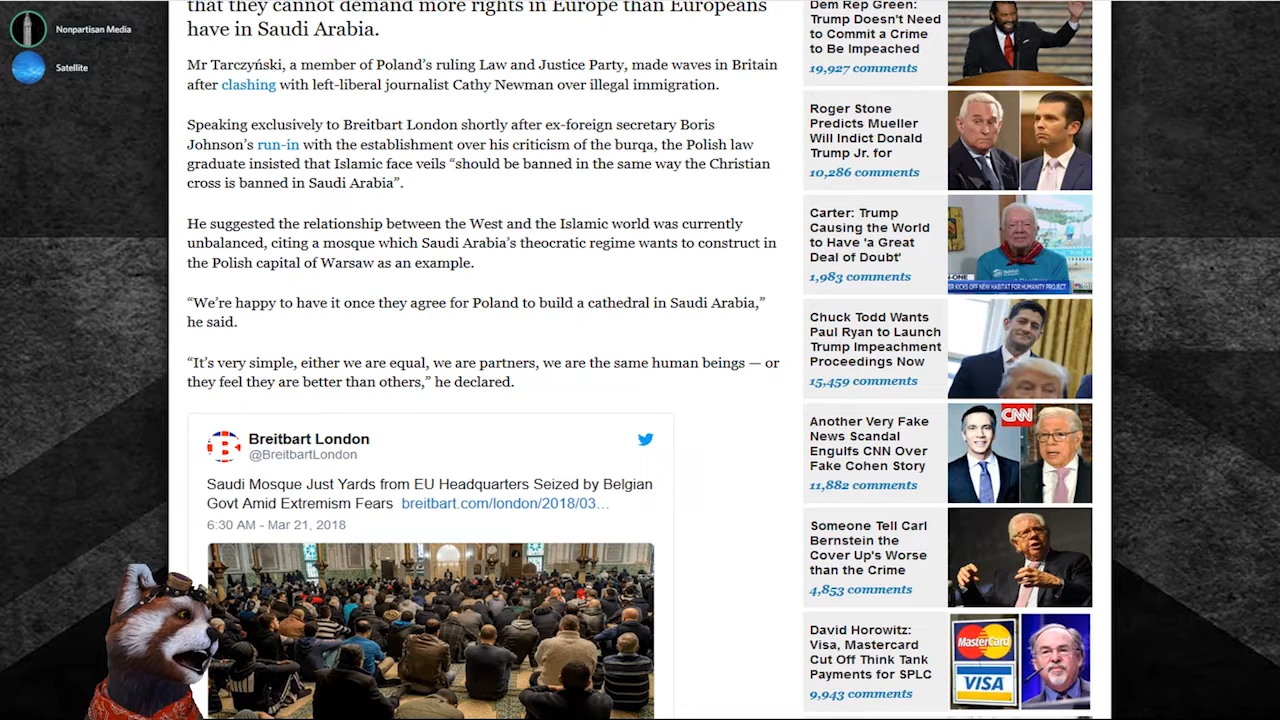 Nonpartisan Media
Satellite
that they cannot demand more rights in Europe than Europeans
have in Saudi Arabia.
Mr Tarczyński, a member of Poland’s ruling Law and Justice Party, made waves in Britain
after clashing with left-liberal journalist Cathy Newman over illegal immigration.
Speaking exclusively to Breitbart London shortly after ex-foreign secretary Boris
Johnson’s run-in with the establishment over his criticism of the burqa, the Polish law
graduate insisted that Islamic face veils “should be banned in the same way the Christian
cross is banned in Saudi Arabia”.
He suggested the relationship between the West and the Islamic world was currently
unbalanced, citing a mosque which Saudi Arabia’s theocratic regime wants to construct in
the Polish capital of Warsaw as an example.
“We’re happy to have it once they agree for Poland to build a cathedral in Saudi Arabia,”
he said.
“It’s very simple, either we are equal, we are partners, we are the same human beings — or
they feel they are better than others,” he declared.
Breitbart London
@BreitbartLondon
Saudi Mosque Just Yards from EU Headquarters Seized by Belgian
Govt Amid Extremism Fears breitbart.com/london/2018/03...
6:30 AM - Mar 21, 2018
Dem Rep Green:
Trump Doesn't Need
to Commit a Crime
to Be Impeached
19,927 comments
Roger Stone
Predicts Mueller
Will Indict Donald
Trump Jr. for
10,286 comments
Carter: Trump
Causing the World
to Have 'a Great
Deal of Doubt'
1,983 comments
ER KICKS OFF NEW HABITAT FOR HUMANITY PROJECT
Chuck Todd Wants
Paul Ryan to Launch
Trump Impeachment
Proceedings Now
15,459 comments
Another Very Fake
News Scandal
Engulfs CNN Over
Fake Cohen Story
11,882 comments
CNN
Someone Tell Carl
Bernstein the
Cover Up's Worse
than the Crime
4,853 comments
David Horowitz:
Visa, Mastercard
Cut Off Think Tank
Payments for SPLC
9,943 comments
MasterCard
VISA